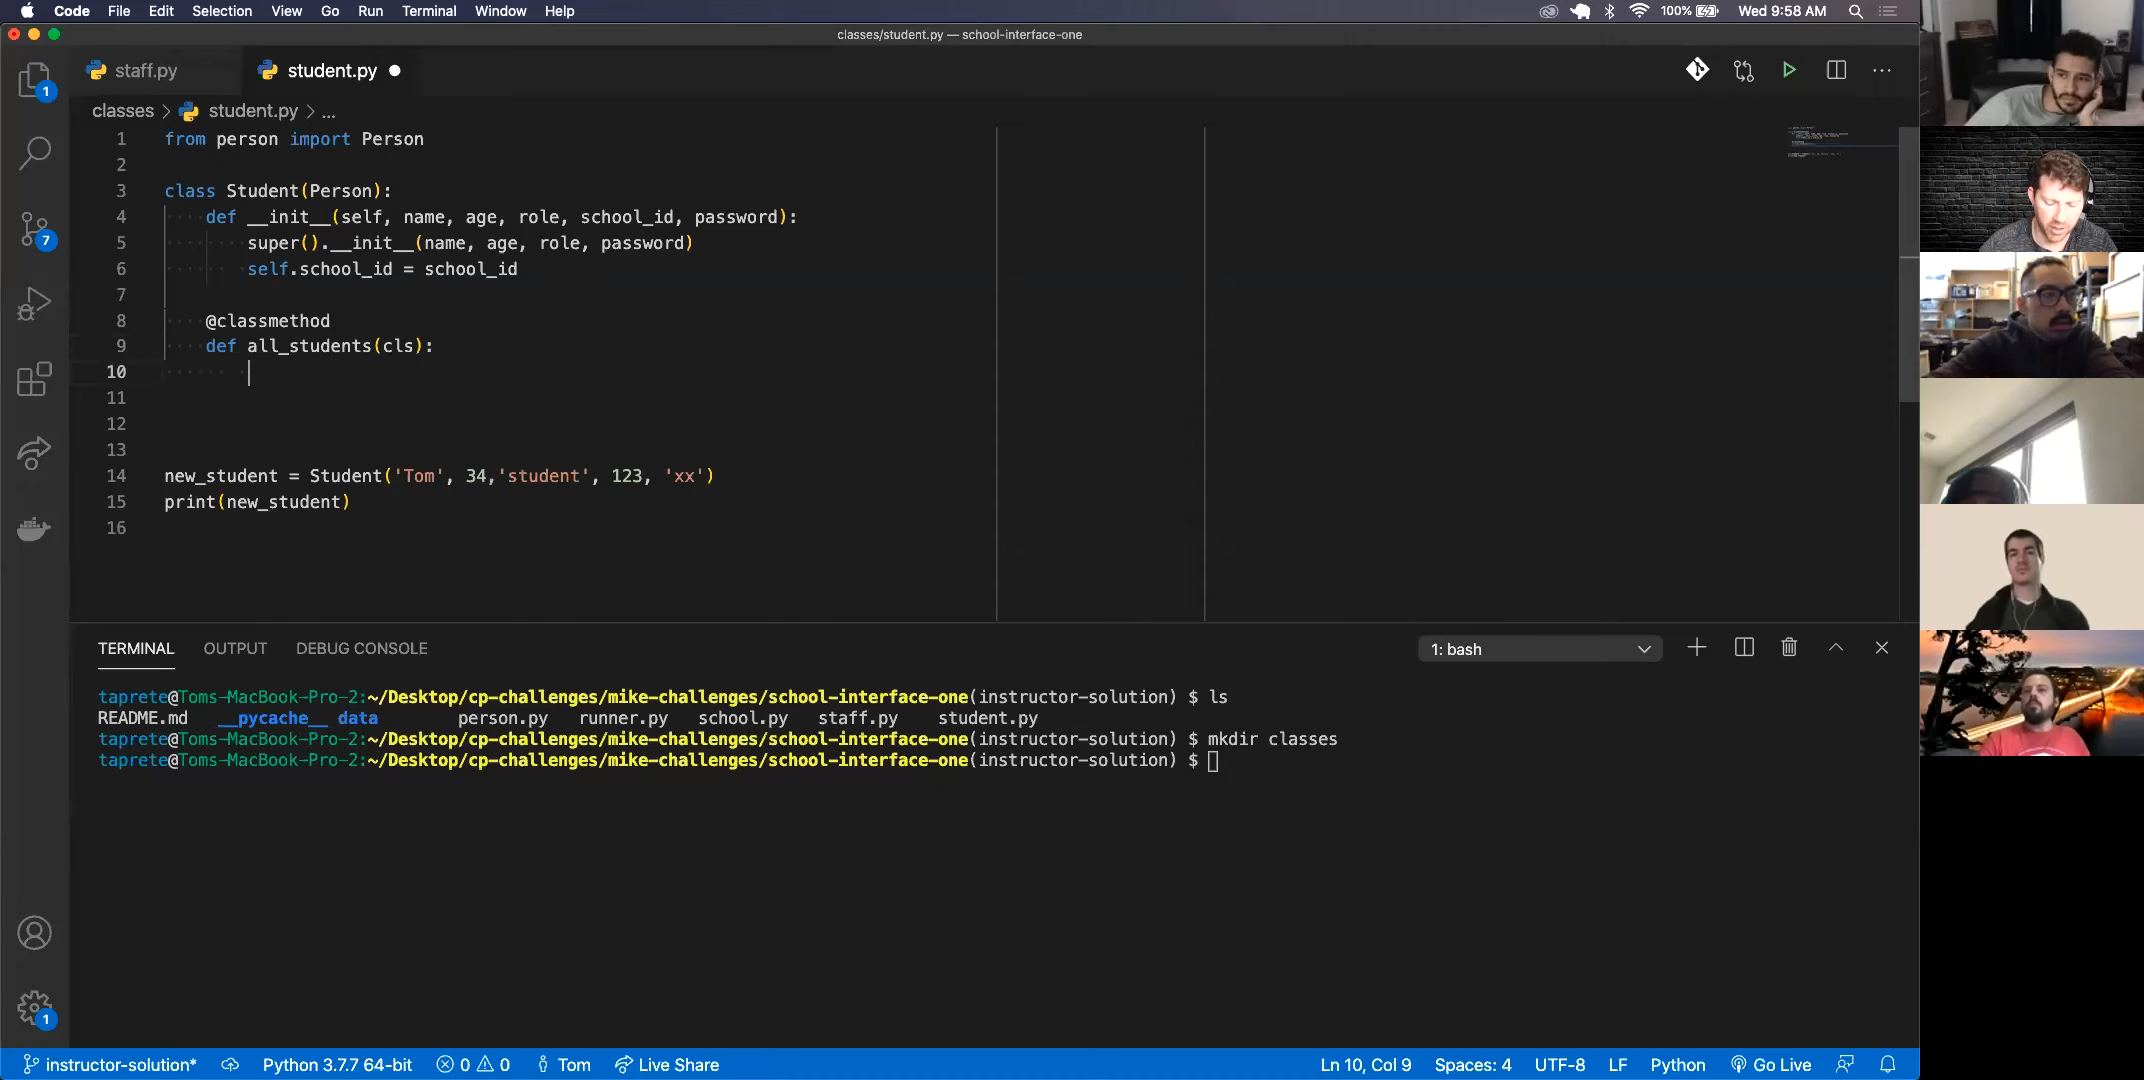 Code File Edit Selection View Go Run Terminal Window Help 100% Wed 9:58 AM
classes/student.py — school-interface-one
staff.py student.py
1
classes > student.py > ...
1 from person import Person
2
3 class Student(Person):
4 def __init__(self, name, age, role, school_id, password):
5 super().__init__(name, age, role, password)
6 self.school_id = school_id
7
8 @classmethod
9 def all_students(cls):
10
11
12
13
14 new_student = Student('Tom', 34,'student', 123, 'xx')
15 print(new_student)
16
7
TERMINAL OUTPUT DEBUG CONSOLE 1: bash
taprete@Toms-MacBook-Pro-2:~/Desktop/cp-challenges/mike-challenges/school-interface-one(instructor-solution) $ ls
README.md __pycache__ data person.py runner.py school.py staff.py student.py
taprete@Toms-MacBook-Pro-2:~/Desktop/cp-challenges/mike-challenges/school-interface-one(instructor-solution) $ mkdir classes
taprete@Toms-MacBook-Pro-2:~/Desktop/cp-challenges/mike-challenges/school-interface-one(instructor-solution) $
1
instructor-solution* Python 3.7.7 64-bit 0 0 Tom Live Share Ln 10, Col 9 Spaces: 4 UTF-8 LF Python Go Live